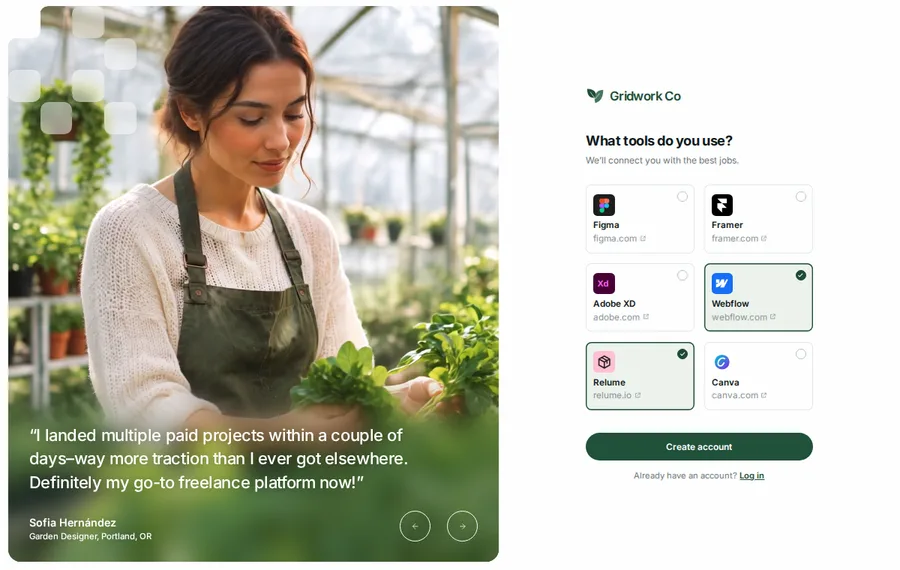 “I landed multiple paid projects within a couple of
days–way more traction than I ever got elsewhere.
Definitely my go-to freelance platform now!”
Sofia Hernández
Garden Designer, Portland, OR
Gridwork Co
What tools do you use?
We'll connect you with the best jobs.
Figma
figma.com
Framer
framer.com
Xd
Adobe XD
adobe.com
Webflow
webflow.com
Relume
relume.io
Canva
canva.com
Create account
Already have an account? Log in